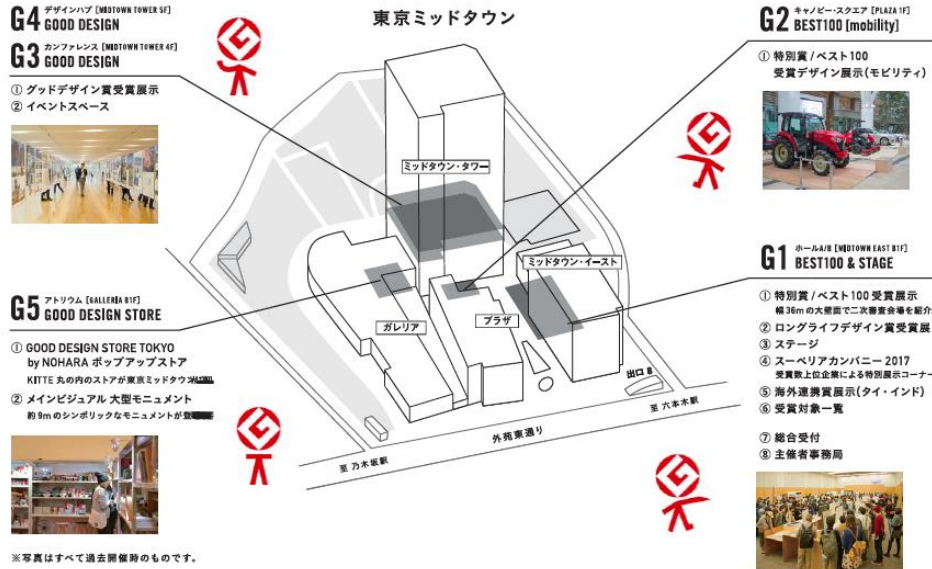 東京ミッドタウン
G4 デザインハブ [MIDTOWN TOWER 5F]
GOOD DESIGN
G3 カンファレンス [MIDTOWN TOWER 4F]
GOOD DESIGN
① グッドデザイン賞受賞展示
② イベントスペース
G5 アトリウム [GALLERIA B1F]
GOOD DESIGN STORE
① GOOD DESIGN STORE TOKYO
by NOHARA ポップアップストア
KITTE 丸の内のストアが東京ミッドタウン
② メインビジュアル 大型モニュメント
約9mのシンボリックなモニュメントが
※写真はすべて過去開催時のものです。
ミッドタウン・タワー
ミッドタウン・イースト
ガレリア
プラザ
出口 8
至 六本木駅
外苑東通り
至 乃木坂駅
G2 キャノピー・スクエア [PLAZA 1F]
BEST100 [mobility]
① 特別賞 / ベスト100
受賞デザイン展示(モビリティ)
G1 ホールA/B [MIDTOWN EAST B1F]
BEST100 & STAGE
① 特別賞 / ベスト100 受賞展示
幅36mの大壁面で二次審査会場を紹介
② ロングライフデザイン賞受賞展
③ ステージ
④ スーペリアカンパニー 2017
受賞数上位企業による特別展示コーナー
⑤ 海外連携賞展示(タイ・インド)
⑥ 受賞対象一覧
⑦ 総合受付
⑧ 主催者事務局